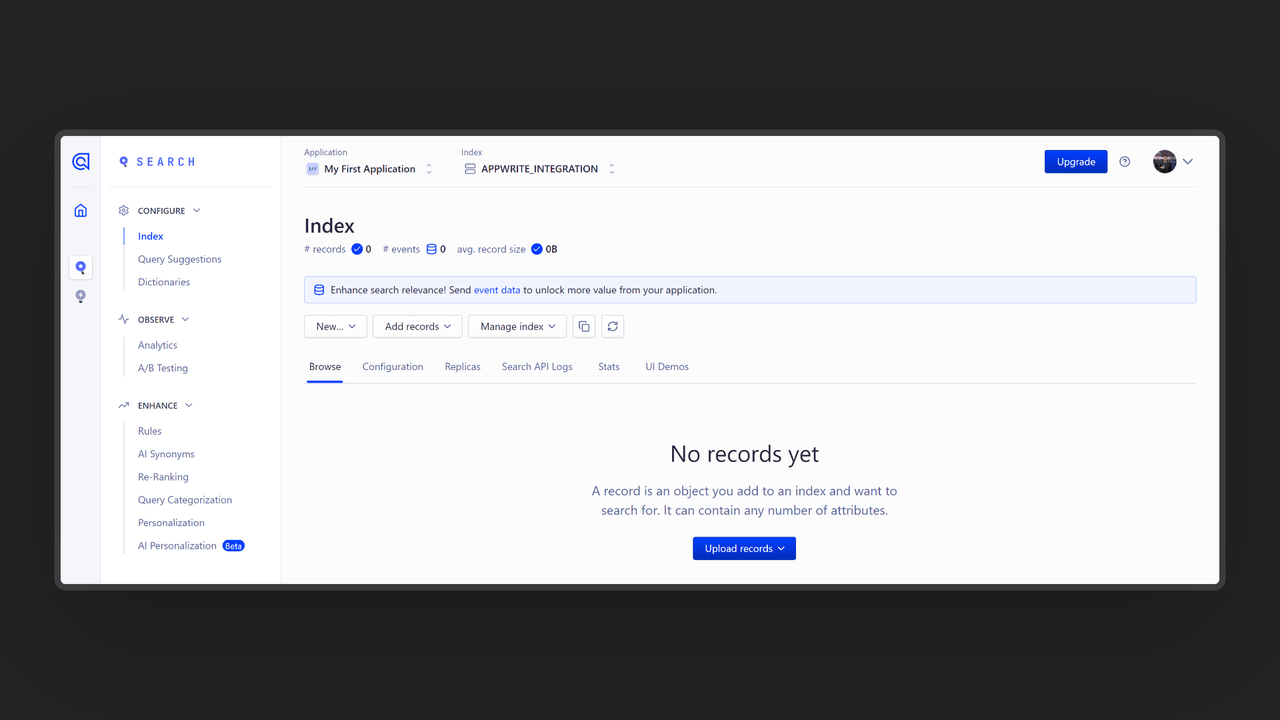 SEARCH
CONFIGURE
Index
Query Suggestions
Dictionaries
OBSERVE
Analytics
A/B Testing
ENHANCE
Rules
AI Synonyms
Re-Ranking
Query Categorization
Personalization
AI Personalization Beta
Application
MF My First Application
Index
APPWRITE_INTEGRATION
Upgrade
Index
# records 0 # events 0 avg. record size 0B
Enhance search relevance! Send event data to unlock more value from your application.
New... Add records Manage index
Browse Configuration Replicas Search API Logs Stats UI Demos
No records yet
A record is an object you add to an index and want to
search for. It can contain any number of attributes.
Upload records